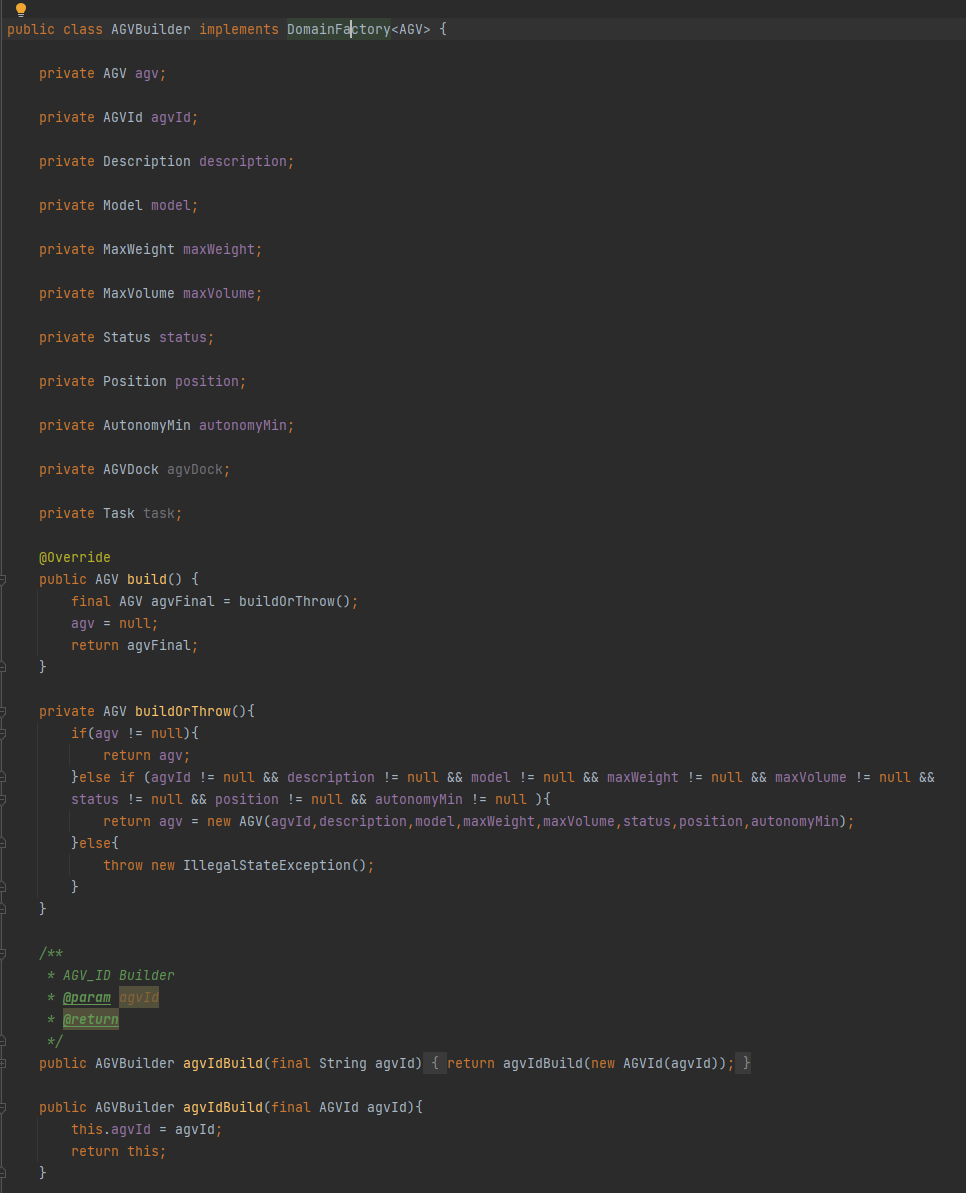 public class AGVBuilder implements DomainFactory<AGV> {
private AGV agv;
private AGVId agvId;
private Description description;
private Model model;
private MaxWeight maxWeight;
private MaxVolume maxVolume;
private Status status;
private Position position;
private AutonomyMin autonomyMin;
private AGVDock agvDock;
private Task task;
@Override
public AGV build() {
final AGV agvFinal = buildOrThrow();
agv = null;
return agvFinal;
}
private AGV buildOrThrow(){
if(agv != null){
return agv;
}else if (agvId != null && description != null && model != null && maxWeight != null && maxVolume != null &&
status != null && position != null && autonomyMin != null ){
return agv = new AGV(agvId,description,model,maxWeight,maxVolume,status,position,autonomyMin);
}else{
throw new IllegalStateException();
}
}
/**
* AGV_ID Builder
* @param agvId
* @return
*/
public AGVBuilder agvIdBuild(final String agvId) { return agvIdBuild(new AGVId(agvId)); }
public AGVBuilder agvIdBuild(final AGVId agvId){
this.agvId = agvId;
return this;
}